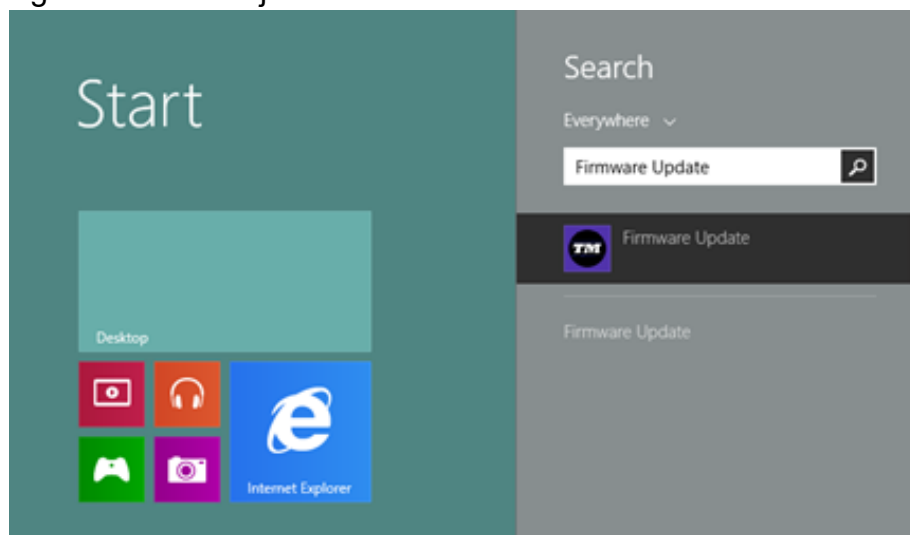 Start
Desktop
Internet Explorer
Search
Everywhere
Firmware Update
TM
Firmware Update
Firmware Update